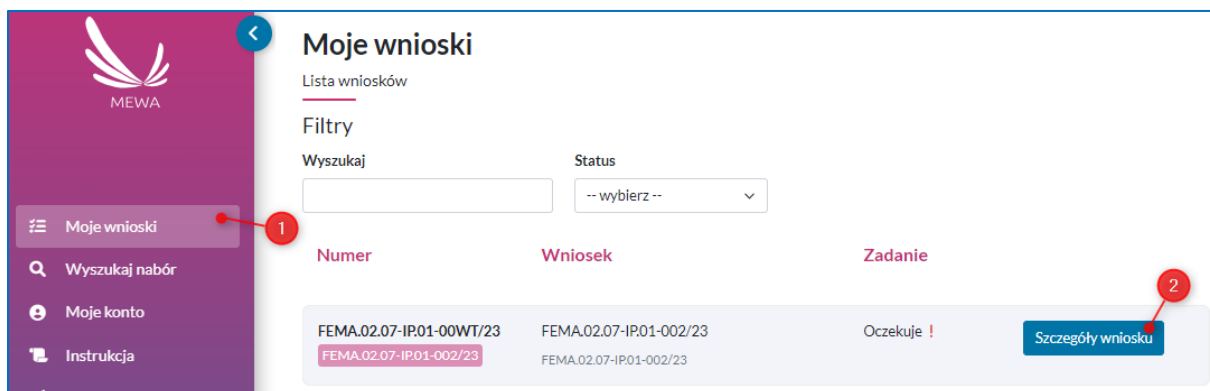 MEWA
Moje wnioski
Wyszukaj nabór
Moje konto
Instrukcja
Moje wnioski
Lista wniosków
Filtry
Wyszukaj Status
-- wybierz --
1
Numer Wniosek Zadanie
2
FEMA.02.07-IP.01-00WT/23 FEMA.02.07-IP.01-002/23 Oczekuje ! Szczegóły wniosku
FEMA.02.07-IP.01-002/23 FEMA.02.07-IP.01-002/23